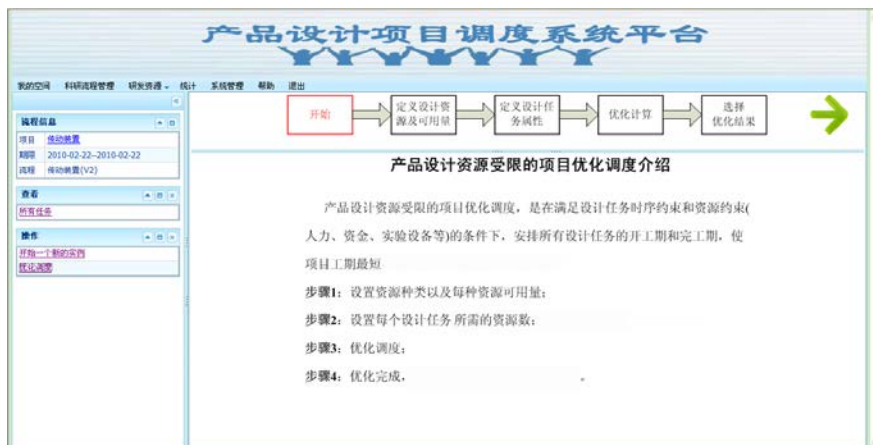 产品设计项目调度系统平台
我的空间 科研流程管理 研发资源 统计 系统管理 帮助 退出
流程信息
项目 传动装置
期限 2010-02-22--2010-02-22
流程 传动装置(V2)
查看
所有任务
操作
开始一个新的实例
优化调度
开始
定义设计资
源及可用量
定义设计任
务属性
优化计算
选择
优化结果
产品设计资源受限的项目优化调度介绍
产品设计资源受限的项目优化调度，是在满足设计任务时序约束和资源约束(
人力、资金、实验设备等)的条件下，安排所有设计任务的开工期和完工期，使
项目工期最短
步骤1：设置资源种类以及每种资源可用量；
步骤2：设置每个设计任务所需的资源数；
步骤3：优化调度；
步骤4：优化完成， 。